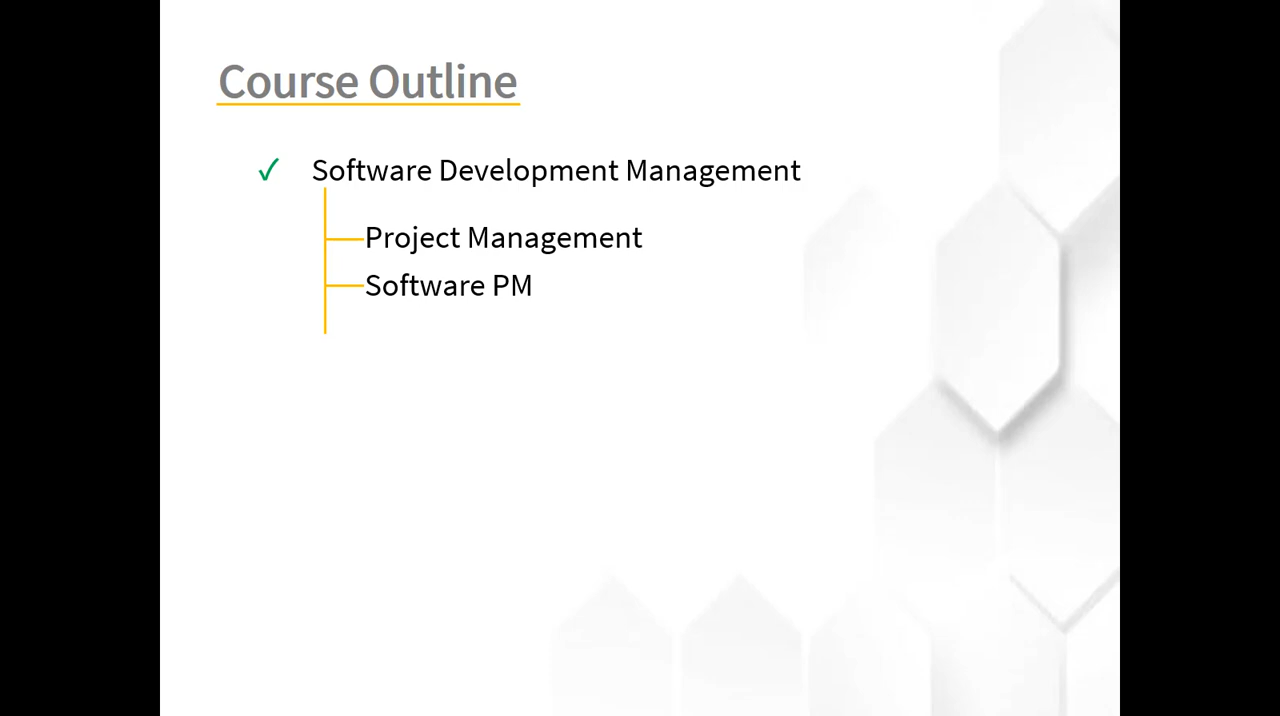 Course Outline
✓ Software Development Management
Project Management
Software PM